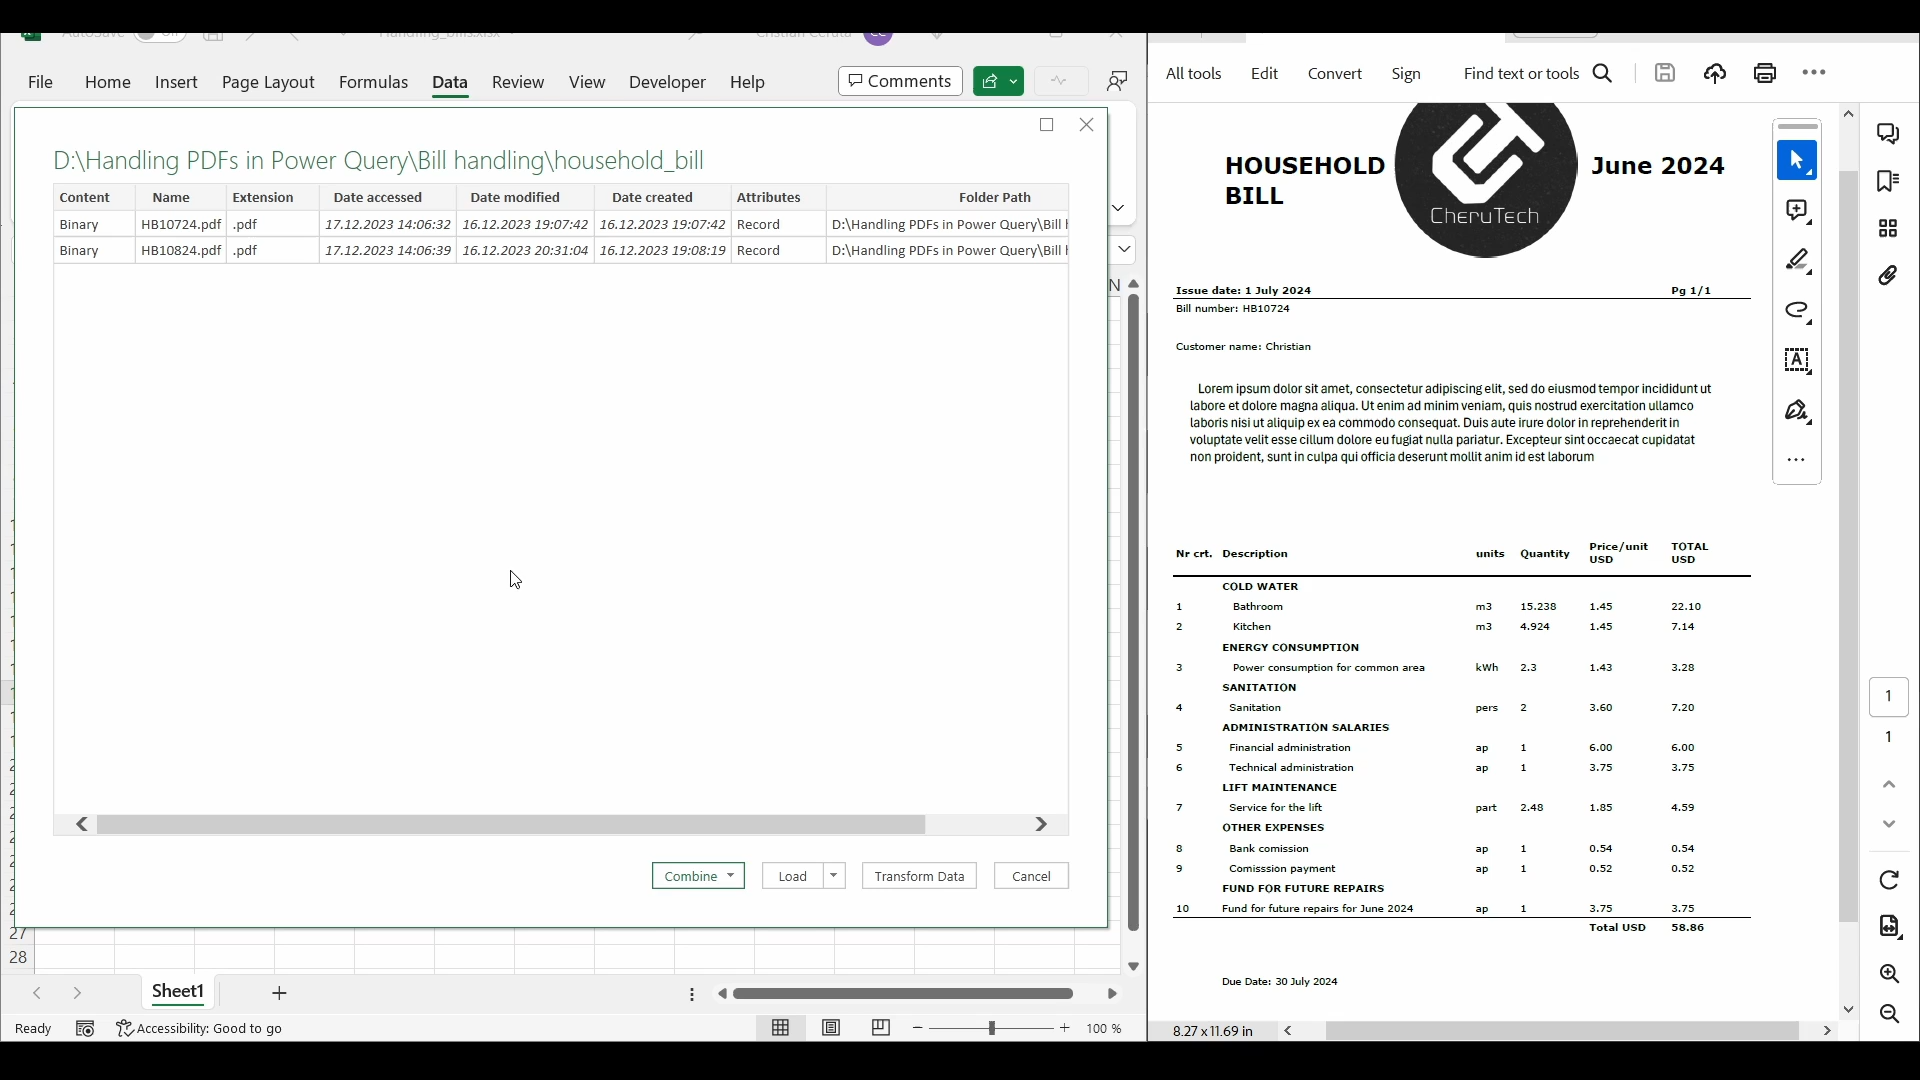 File Home Insert Page Layout Formulas Data Review View Developer Help Comments
D:\Handling PDFs in Power Query\Bill handling\household_bill
Content Name Extension Date accessed Date modified Date created Attributes Folder Path
Binary HB10724.pdf .pdf 17.12.2023 14:06:32 16.12.2023 19:07:42 16.12.2023 19:07:42 Record D:\Handling PDFs in Power Query\Bill
Binary HB10824.pdf .pdf 17.12.2023 14:06:39 16.12.2023 20:31:04 16.12.2023 19:08:19 Record D:\Handling PDFs in Power Query\Bill
N
Combine Load Transform Data Cancel
27
28
Sheet1
Ready Accessibility: Good to go 100 %
All tools Edit Convert Sign Find text or tools
HOUSEHOLD June 2024
BILL
CheruTech
Issue date: 1 July 2024 Pg 1/1
Bill number: HB10724
Customer name: Christian
Lorem ipsum dolor sit amet, consectetur adipiscing elit, sed do eiusmod tempor incididunt ut
labore et dolore magna aliqua. Ut enim ad minim veniam, quis nostrud exercitation ullamco
laboris nisi ut aliquip ex ea commodo consequat. Duis aute irure dolor in reprehenderit in
voluptate velit esse cillum dolore eu fugiat nulla pariatur. Excepteur sint occaecat cupidatat
non proident, sunt in culpa qui officia deserunt mollit anim id est laborum
Nr crt. Description units Quantity Price/unit TOTAL
USD USD
COLD WATER
1 Bathroom m3 15.238 1.45 22.10
2 Kitchen m3 4.924 1.45 7.14
ENERGY CONSUMPTION
3 Power consumption for common area kWh 2.3 1.43 3.28
SANITATION
4 Sanitation pers 2 3.60 7.20
ADMINISTRATION SALARIES
5 Financial administration ap 1 6.00 6.00
6 Technical administration ap 1 3.75 3.75
LIFT MAINTENANCE
7 Service for the lift part 2.48 1.85 4.59
OTHER EXPENSES
8 Bank comission ap 1 0.54 0.54
9 Comisssion payment ap 1 0.52 0.52
FUND FOR FUTURE REPAIRS
10 Fund for future repairs for June 2024 ap 1 3.75 3.75
Total USD 58.86
Due Date: 30 July 2024
8.27 x 11.69 in
1
1